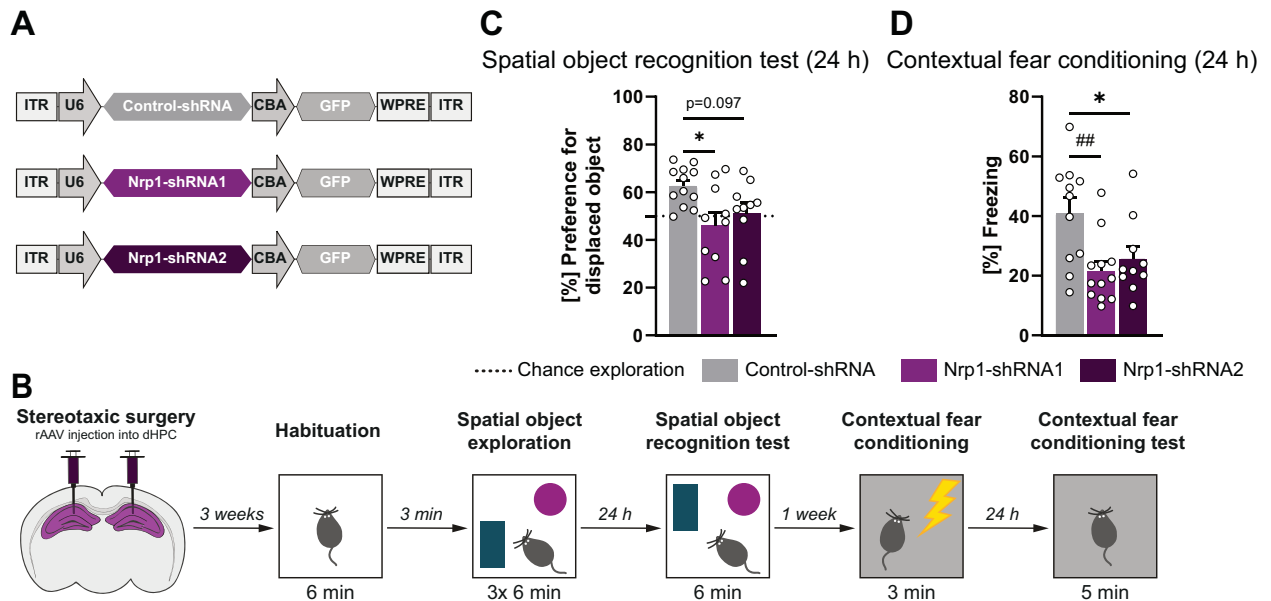 A
ITR U6 Control-shRNA CBA GFP WPRE ITR
ITR U6 Nrp1-shRNA1 CBA GFP WPRE ITR
ITR U6 Nrp1-shRNA2 CBA GFP WPRE ITR
C
Spatial object recognition test (24 h)
[%] Preference for
displaced object
100
80
60
40
20
0
p=0.097
*
D
Contextual fear conditioning (24 h)
[%] Freezing
80
60
40
20
0
*
##
Chance exploration Control-shRNA Nrp1-shRNA1 Nrp1-shRNA2
B
Stereotaxic surgery
rAAV injection into dHPC
3 weeks
Habituation
6 min
3 min
Spatial object
exploration
3x 6 min
24 h
Spatial object
recognition test
6 min
1 week
Contextual fear
conditioning
3 min
24 h
Contextual fear
conditioning test
5 min